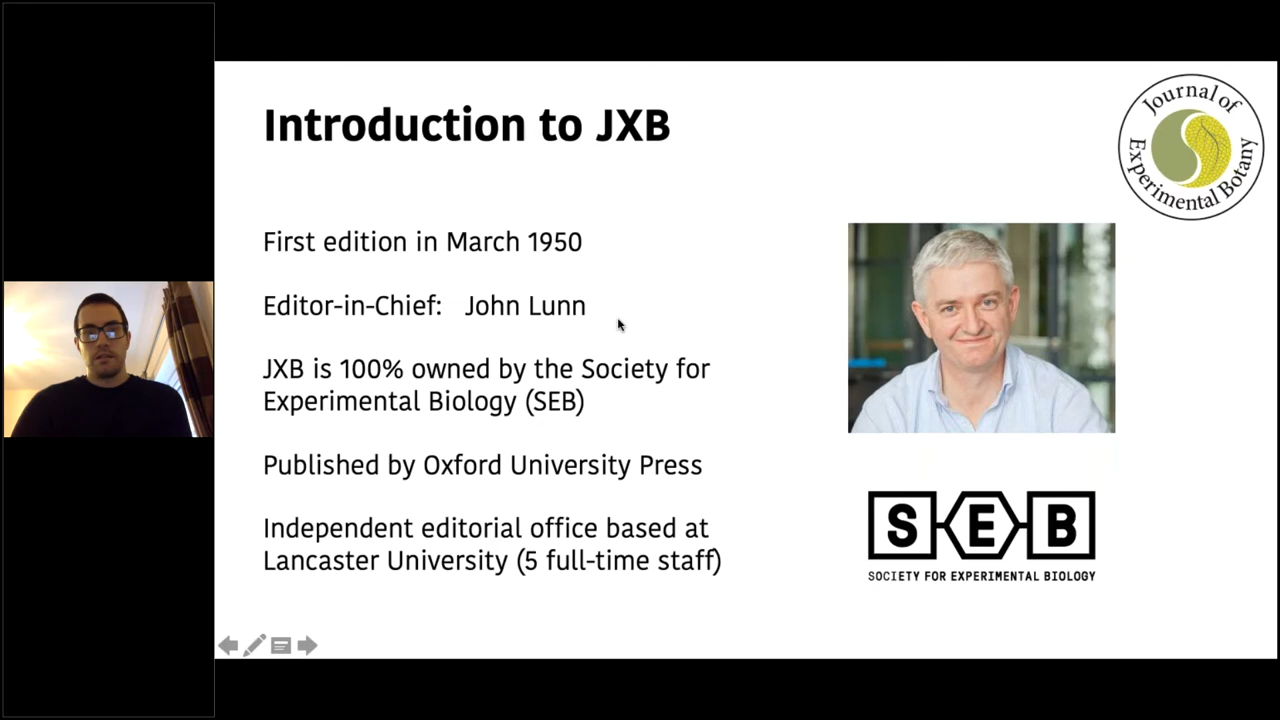 Introduction to JXB
Journal of
Experimental Botany
First edition in March 1950
Editor-in-Chief: John Lunn
JXB is 100% owned by the Society for
Experimental Biology (SEB)
Published by Oxford University Press
Independent editorial office based at
Lancaster University (5 full-time staff)
SEB
SOCIETY FOR EXPERIMENTAL BIOLOGY